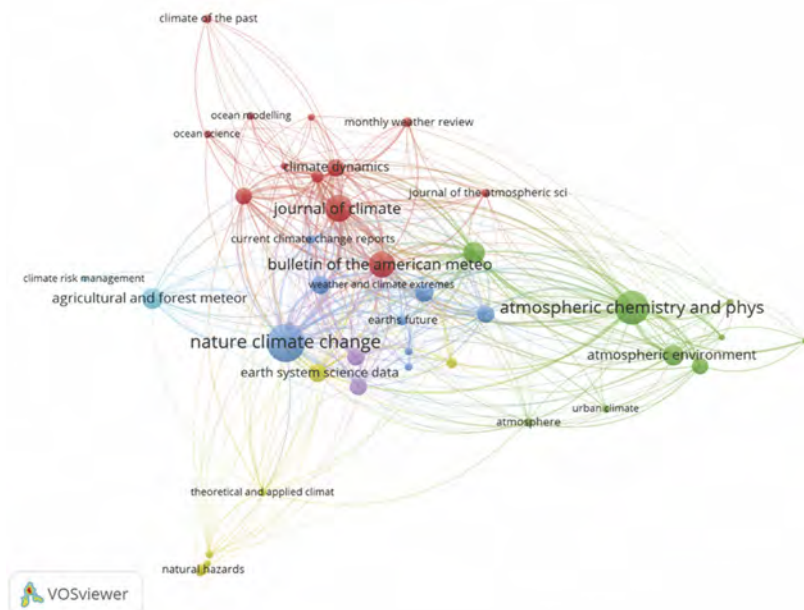 climate of the past
ocean modelling
monthly weather review
ocean science
climate dynamics
journal of the atmospheric sci
journal of climate
current climate change reports
bulletin of the american meteo
climate risk management
weather and climate extremes
agricultural and forest meteor
atmospheric chemistry and phys
earths future
nature climate change
atmospheric environment
earth system science data
urban climate
atmosphere
theoretical and applied climat
natural hazards
VOSviewer